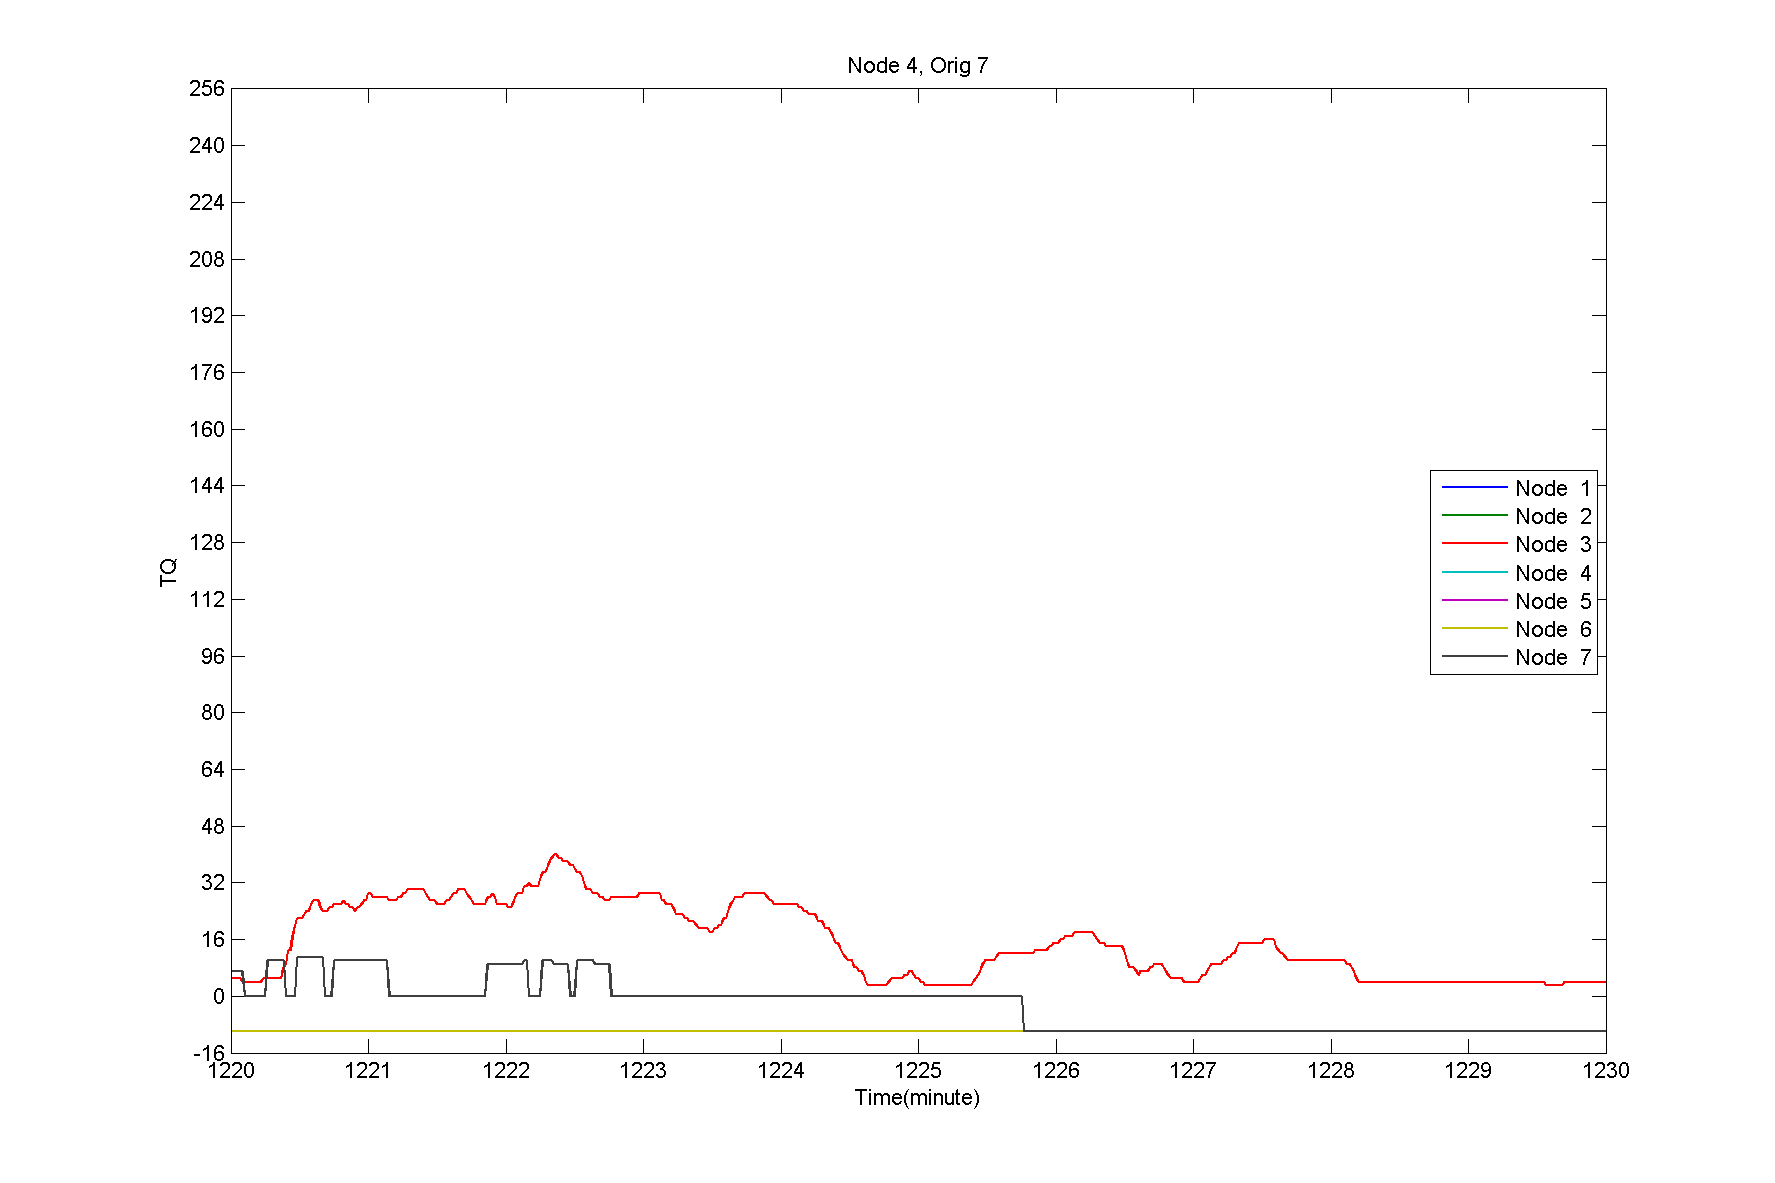 Node 4, Orig 7
256
240
224
208
192
176
160
144
128
112
96
80
64
48
32
16
0
-16
TQ
Node 1
Node 2
Node 3
Node 4
Node 5
Node 6
Node 7
1220 1221 1222 1223 1224 1225 1226 1227 1228 1229 1230
Time(minute)